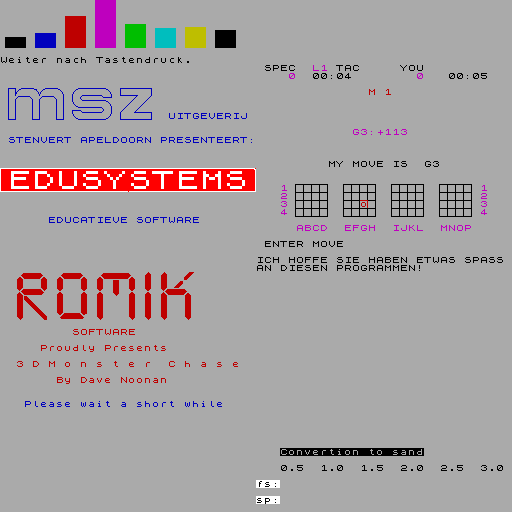 Weiter nach Tastendruck.
msz UITGEVERIJ
STENVERT APELDOORN PRESENTEERT:
EDUSYSTEMS
EDUCATIEVE SOFTWARE
ROMIK
SOFTWARE
Proudly Presents
3 D M o n s t e r C h a s e
By Dave Noonan
Please wait a short while
SPEC L1 TAC YOU
0 00:04 0 00:05
M 1
G3:+113
MY MOVE IS G3
1 1
2 2
3 3
4 4
ABCD EFGH IJKL MNOP
ENTER MOVE
ICH HOFFE SIE HABEN ETWAS SPASS
AN DIESEN PROGRAMMEN!
Convertion to sand
0.5 1.0 1.5 2.0 2.5 3.0
fs:
sp: